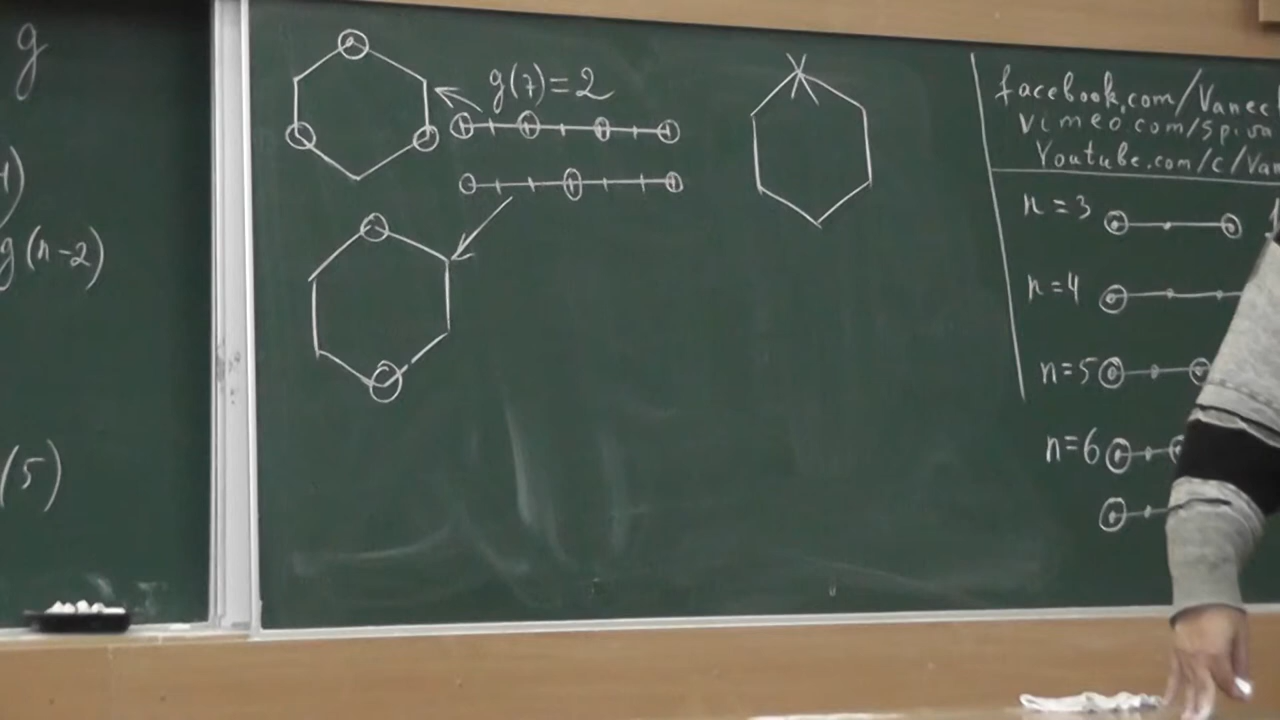 g
g(n-2)
(5)
g(7)=2
facebook.com/Vanec
vimeo.com/spiva
Youtube.com/c/Van
n=3
n=4
n=5
n=6